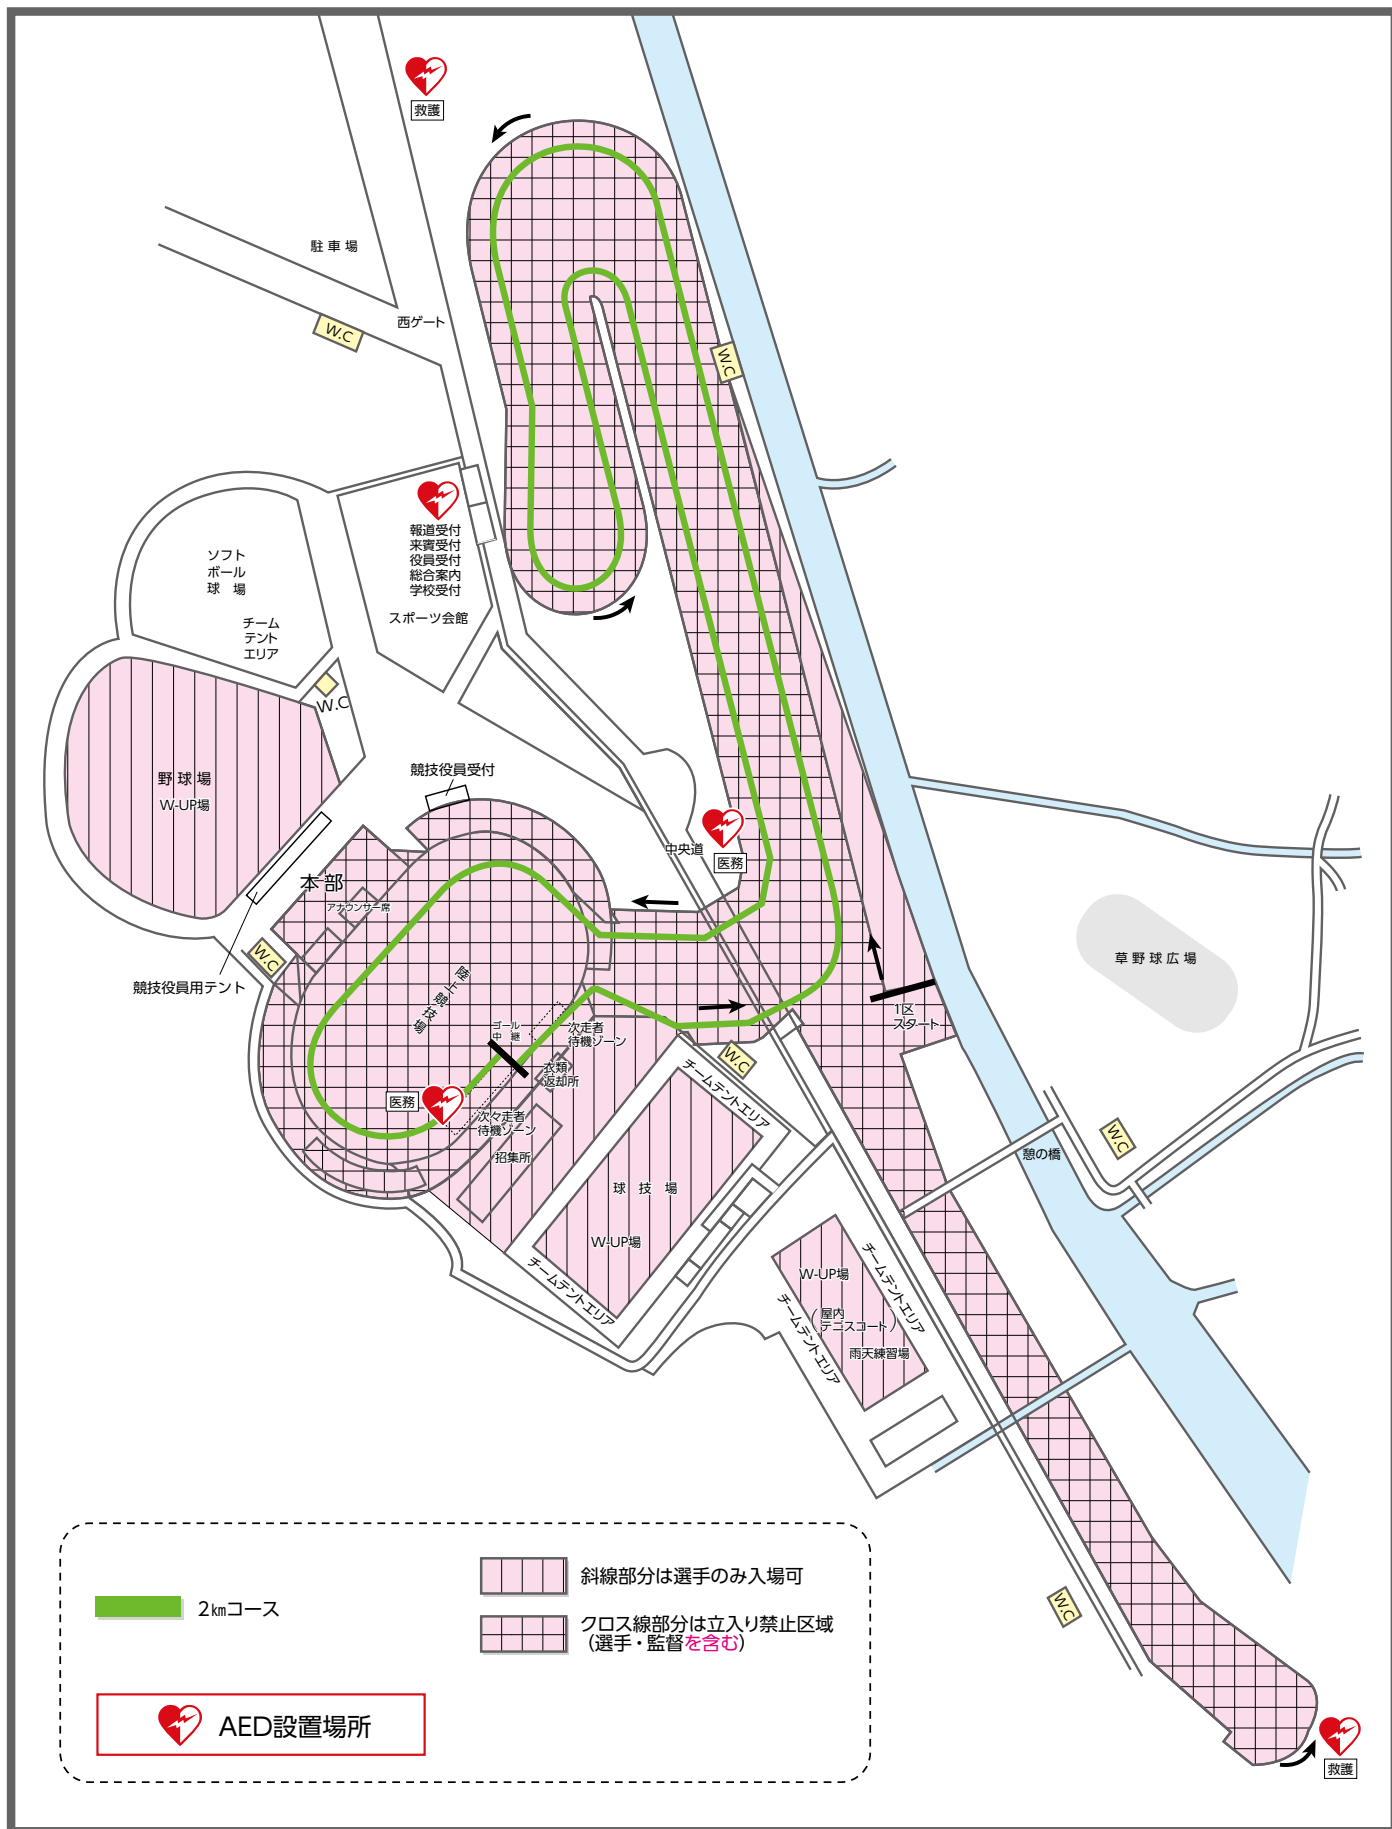 救護
駐車場
西ゲート
W.C
W.C
報道受付
来賓受付
役員受付
総合案内
学校受付
スポーツ会館
ソフト
ボール
球 場
チーム
テント
エリア
W.C
野球場
W-UP場
競技役員受付
中央道
医務
本部
アナウンサー席
W.C
競技役員用テント
陸上競技場
ゴール
中 継
次走者
待機ゾーン
衣類
返却所
医務
次々走者
待機ゾーン
招集所
W.C
チームテントエリア
球 技 場
W-UP場
チームテントエリア
1区
スタート
草野球広場
憩の橋
W.C
W-UP場
(屋内
テニスコート)
雨天練習場
チームテントエリア
チームテントエリア
W.C
救護
2㎞コース
斜線部分は選手のみ入場可
クロス線部分は立入り禁止区域
(選手・監督を含む)
AED設置場所